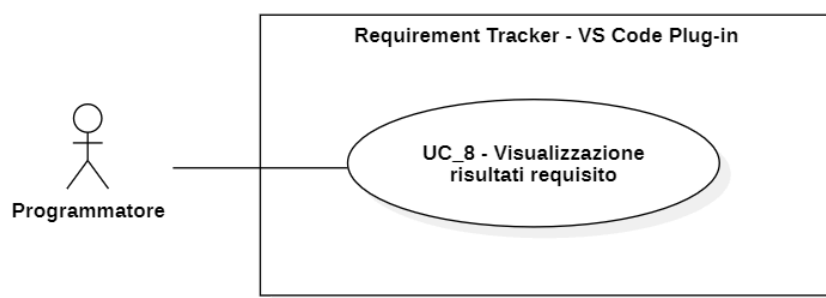 Requirement Tracker - VS Code Plug-in
UC_8 - Visualizzazione
risultati requisito
Programmatore